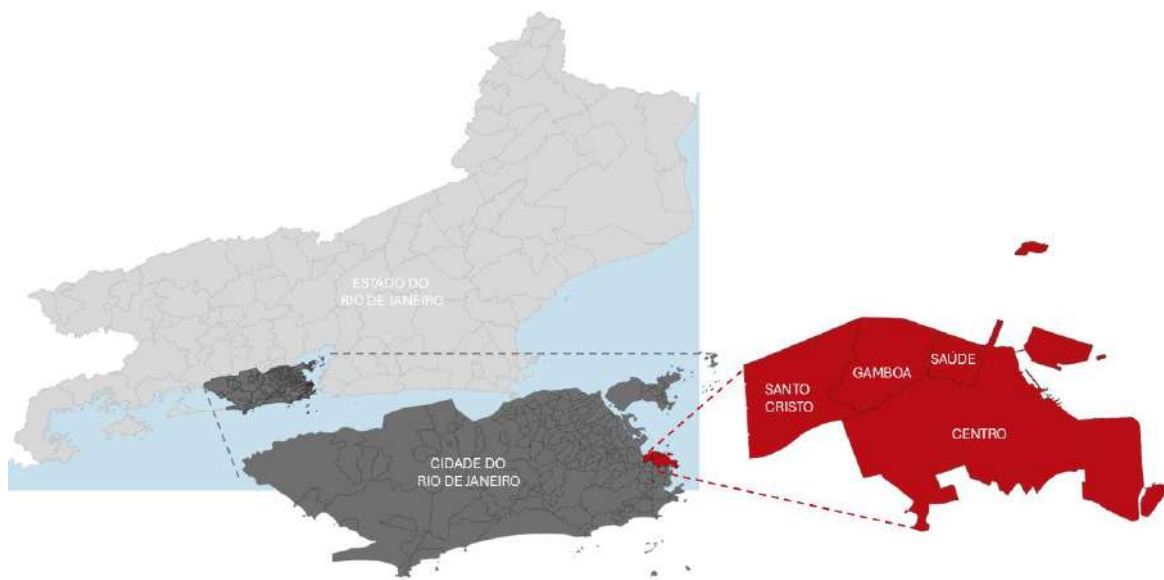 ESTADO DO
RIO DE JANEIRO
CIDADE DO
RIO DE JANEIRO
SANTO
CRISTO
GAMBOA
SAÚDE
CENTRO